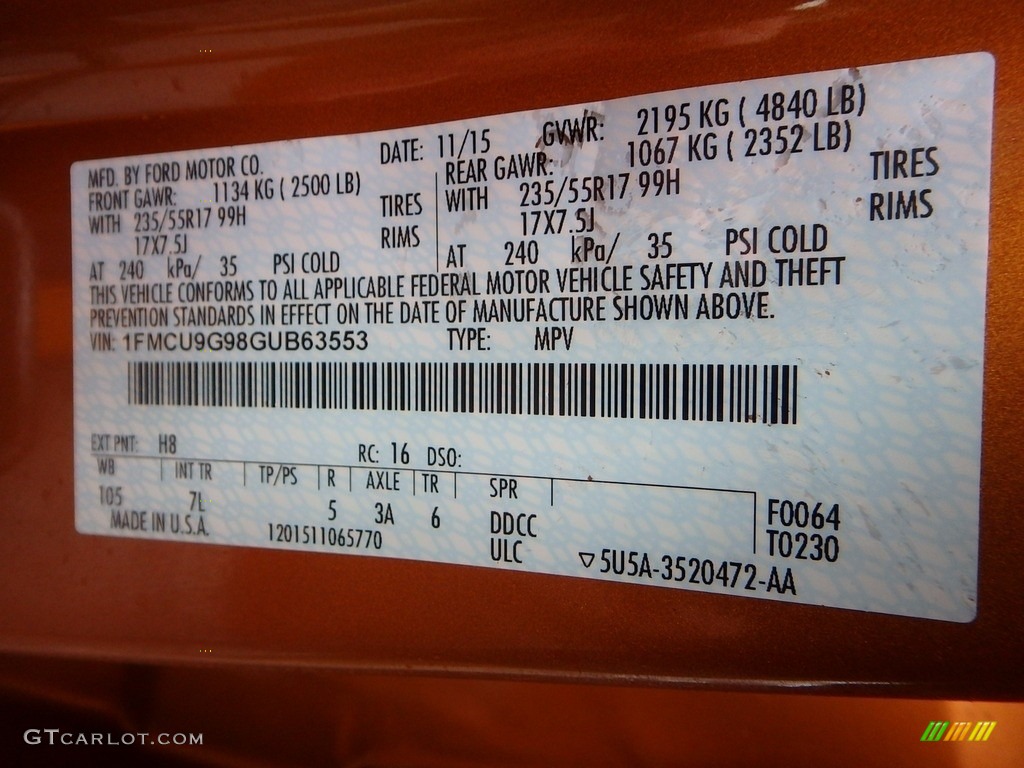 MFD. BY FORD MOTOR CO. DATE: 11/15 GVWR: 2195 KG ( 4840 LB)
FRONT GAWR: 1134 KG ( 2500 LB) REAR GAWR: 1067 KG ( 2352 LB)
WITH 235/55R17 99H TIRES WITH 235/55R17 99H TIRES
17X7.5J RIMS 17X7.5J RIMS
AT 240 kPa/ 35 PSI COLD AT 240 kPa/ 35 PSI COLD
THIS VEHICLE CONFORMS TO ALL APPLICABLE FEDERAL MOTOR VEHICLE SAFETY AND THEFT
PREVENTION STANDARDS IN EFFECT ON THE DATE OF MANUFACTURE SHOWN ABOVE.
VIN: 1FMCU9G98GUB63553 TYPE: MPV
EXT PNT: H8 RC: 16 DSO:
WB INT TR TP/PS R AXLE TR SPR
105 7L 5 3A 6 DDCC F0064
MADE IN U.S.A. 1201511065770 ULC T0230
▽5U5A-3520472-AA
GTCARLOT.COM